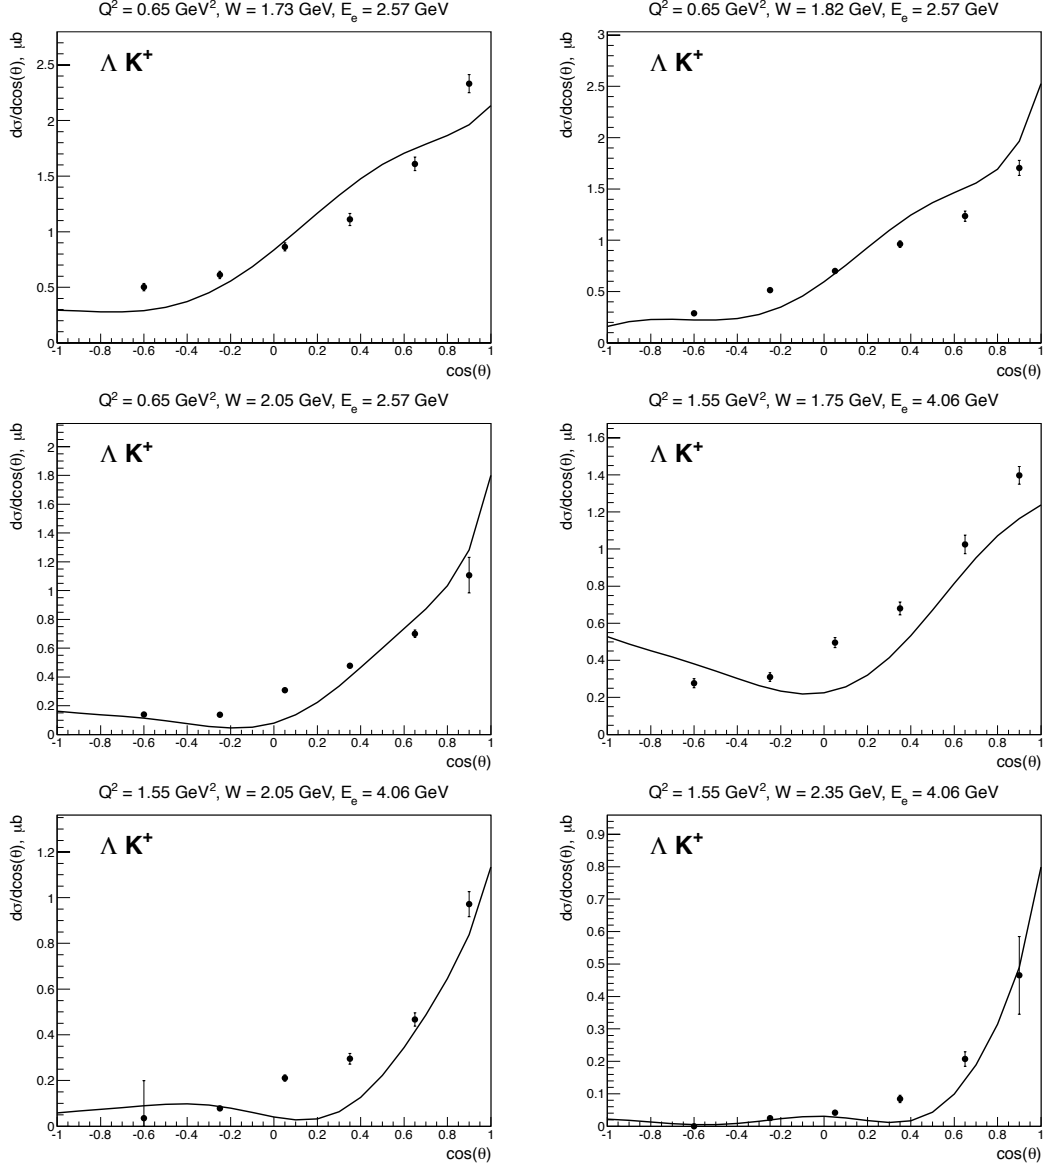 Q² = 0.65 GeV², W = 1.73 GeV, E_e = 2.57 GeV
dσ/dcos(θ), μb
Λ K⁺
2.5
2
1.5
1
0.5
0
-1 -0.8 -0.6 -0.4 -0.2 0 0.2 0.4 0.6 0.8 1
cos(θ)
Q² = 0.65 GeV², W = 1.82 GeV, E_e = 2.57 GeV
dσ/dcos(θ), μb
Λ K⁺
3
2.5
2
1.5
1
0.5
0
-1 -0.8 -0.6 -0.4 -0.2 0 0.2 0.4 0.6 0.8 1
cos(θ)
Q² = 0.65 GeV², W = 2.05 GeV, E_e = 2.57 GeV
dσ/dcos(θ), μb
Λ K⁺
2
1.8
1.6
1.4
1.2
1
0.8
0.6
0.4
0.2
0
-1 -0.8 -0.6 -0.4 -0.2 0 0.2 0.4 0.6 0.8 1
cos(θ)
Q² = 1.55 GeV², W = 1.75 GeV, E_e = 4.06 GeV
dσ/dcos(θ), μb
Λ K⁺
1.6
1.4
1.2
1
0.8
0.6
0.4
0.2
0
-1 -0.8 -0.6 -0.4 -0.2 0 0.2 0.4 0.6 0.8 1
cos(θ)
Q² = 1.55 GeV², W = 2.05 GeV, E_e = 4.06 GeV
dσ/dcos(θ), μb
Λ K⁺
1.2
1
0.8
0.6
0.4
0.2
0
-1 -0.8 -0.6 -0.4 -0.2 0 0.2 0.4 0.6 0.8 1
cos(θ)
Q² = 1.55 GeV², W = 2.35 GeV, E_e = 4.06 GeV
dσ/dcos(θ), μb
Λ K⁺
0.9
0.8
0.7
0.6
0.5
0.4
0.3
0.2
0.1
0
-1 -0.8 -0.6 -0.4 -0.2 0 0.2 0.4 0.6 0.8 1
cos(θ)